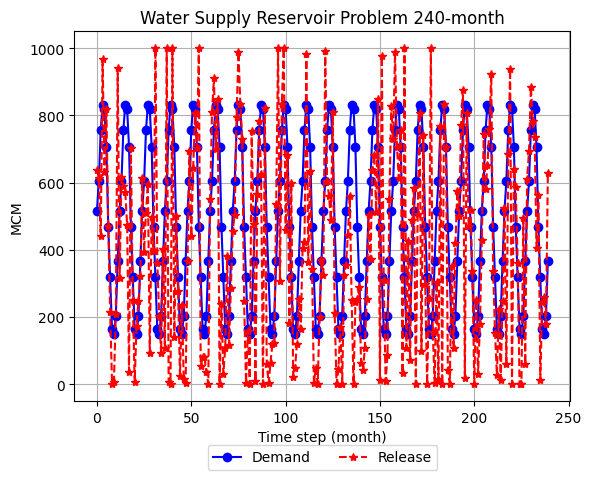 Water Supply Reservoir Problem 240-month
MCM
1000
800
600
400
200
0
0 50 100 150 200 250
Time step (month)
Demand Release